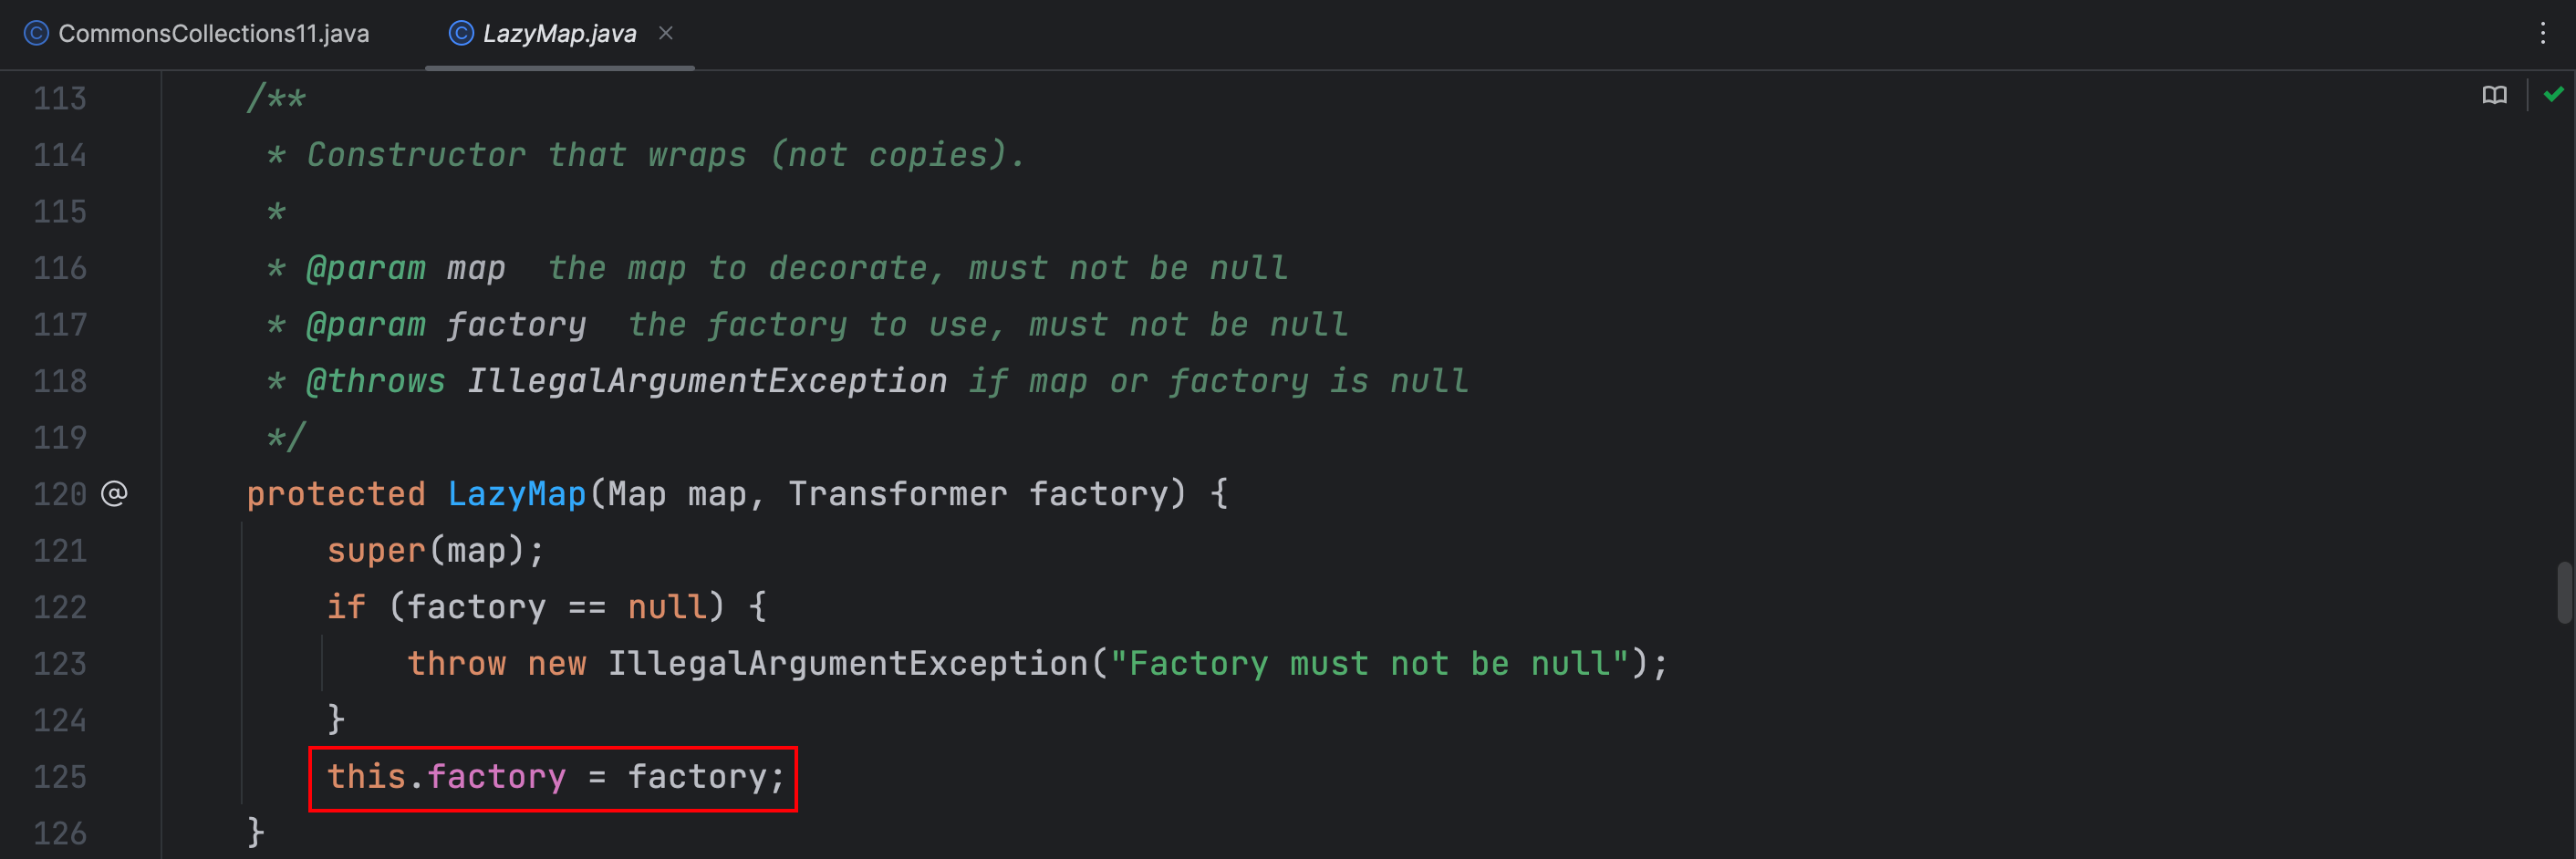 CommonsCollections11.java LazyMap.java
113 /**
114 * Constructor that wraps (not copies).
115 *
116 * @param map  the map to decorate, must not be null
117 * @param factory  the factory to use, must not be null
118 * @throws IllegalArgumentException if map or factory is null
119 */
120 @ protected LazyMap(Map map, Transformer factory) {
121 super(map);
122 if (factory == null) {
123 throw new IllegalArgumentException("Factory must not be null");
124 }
125 this.factory = factory;
126 }